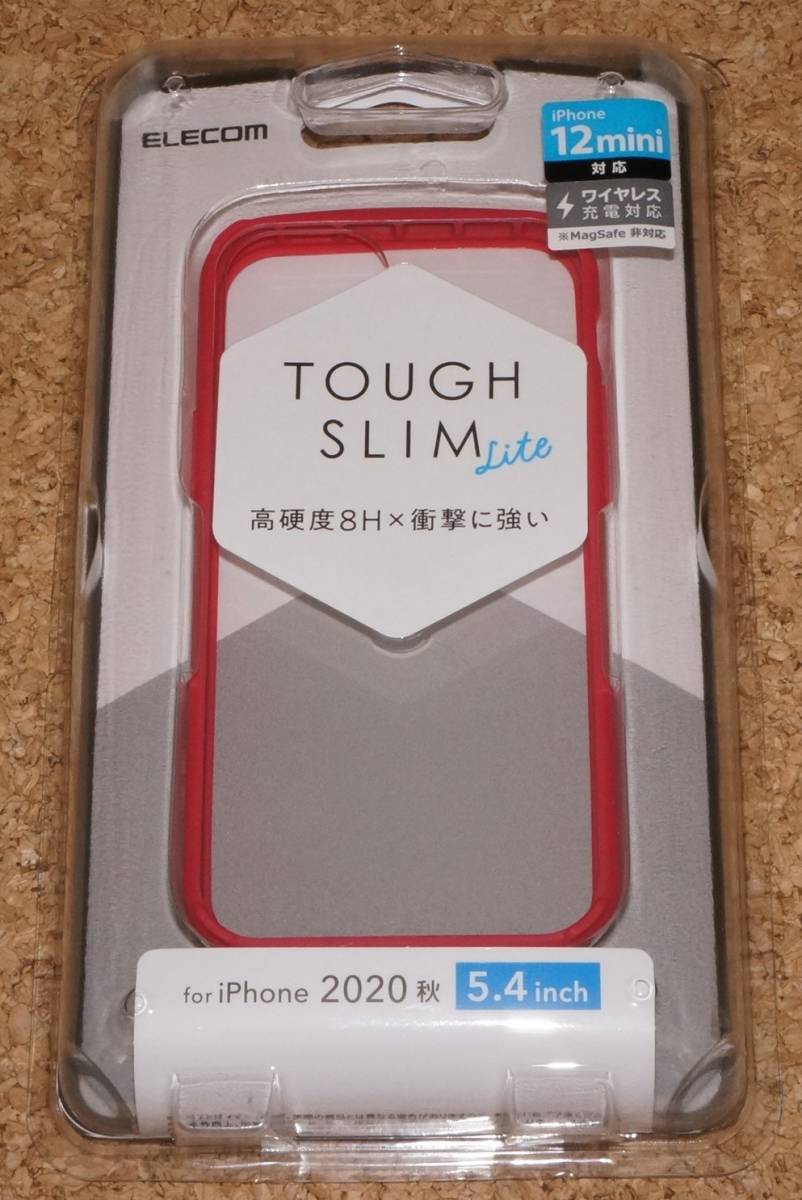 ELECOM
iPhone
12mini
対応
ワイヤレス
充電対応
※MagSafe 非対応
TOUGH
SLIM Lite
高硬度8H×衝撃に強い
for iPhone 2020 秋 5.4 inch